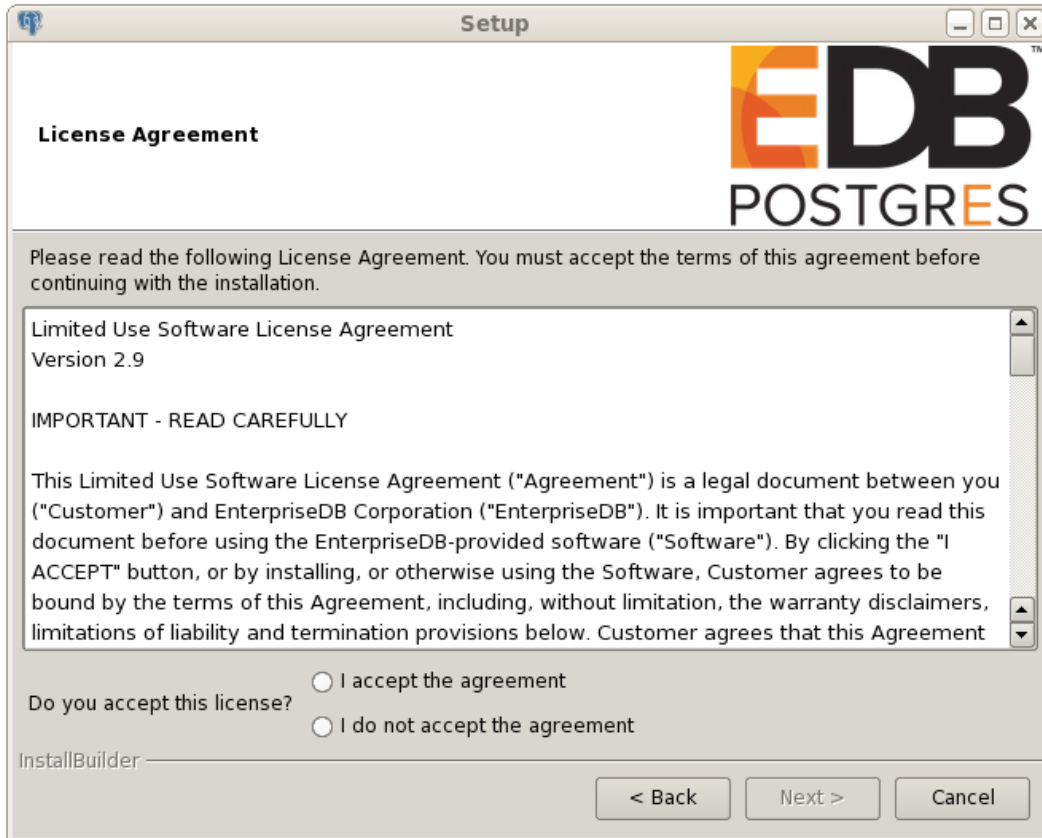 Setup
License Agreement
EDB™
POSTGRES
Please read the following License Agreement. You must accept the terms of this agreement before
continuing with the installation.
Limited Use Software License Agreement
Version 2.9
IMPORTANT - READ CAREFULLY
This Limited Use Software License Agreement ("Agreement") is a legal document between you
("Customer") and EnterpriseDB Corporation ("EnterpriseDB"). It is important that you read this
document before using the EnterpriseDB-provided software ("Software"). By clicking the "I
ACCEPT" button, or by installing, or otherwise using the Software, Customer agrees to be
bound by the terms of this Agreement, including, without limitation, the warranty disclaimers,
limitations of liability and termination provisions below. Customer agrees that this Agreement
Do you accept this license?
I accept the agreement
I do not accept the agreement
InstallBuilder
< Back
Next >
Cancel